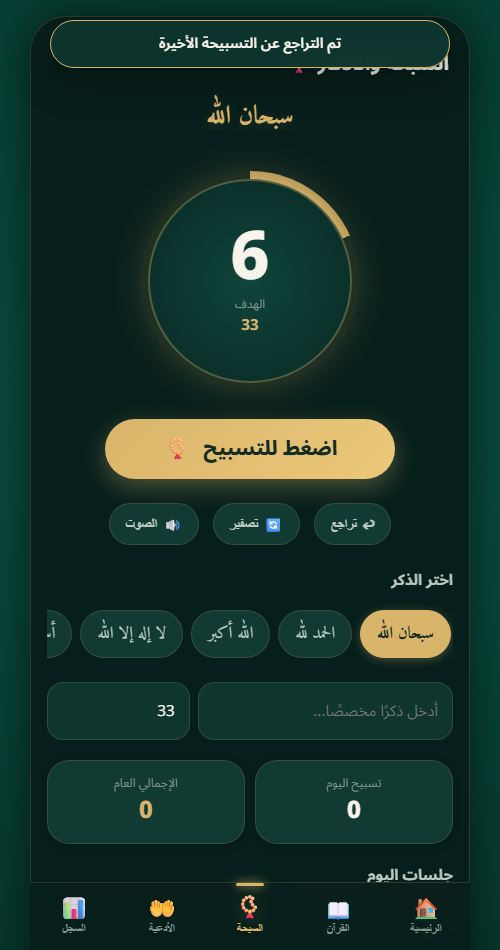 تم التراجع عن التسبيحة الأخيرة
سبحان الله
6
الهدف
33
اضغط للتسبيح
تراجع
تصفير
الصوت
اختر الذكر
سبحان الله
الحمد لله
الله أكبر
لا إله إلا الله
أدخل ذكرًا مخصصًا...
33
تسبيح اليوم
0
الإجمالي العام
0
جلسات اليوم
الرئيسية
القرآن
السبحة
الأدعية
السجل